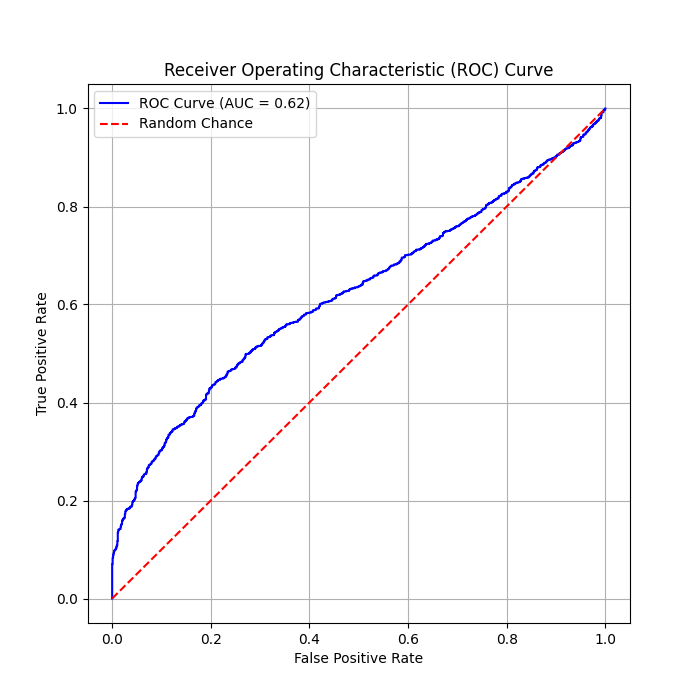 Receiver Operating Characteristic (ROC) Curve
ROC Curve (AUC = 0.62)
Random Chance
1.0
0.8
0.6
0.4
0.2
0.0
True Positive Rate
0.0 0.2 0.4 0.6 0.8 1.0
False Positive Rate